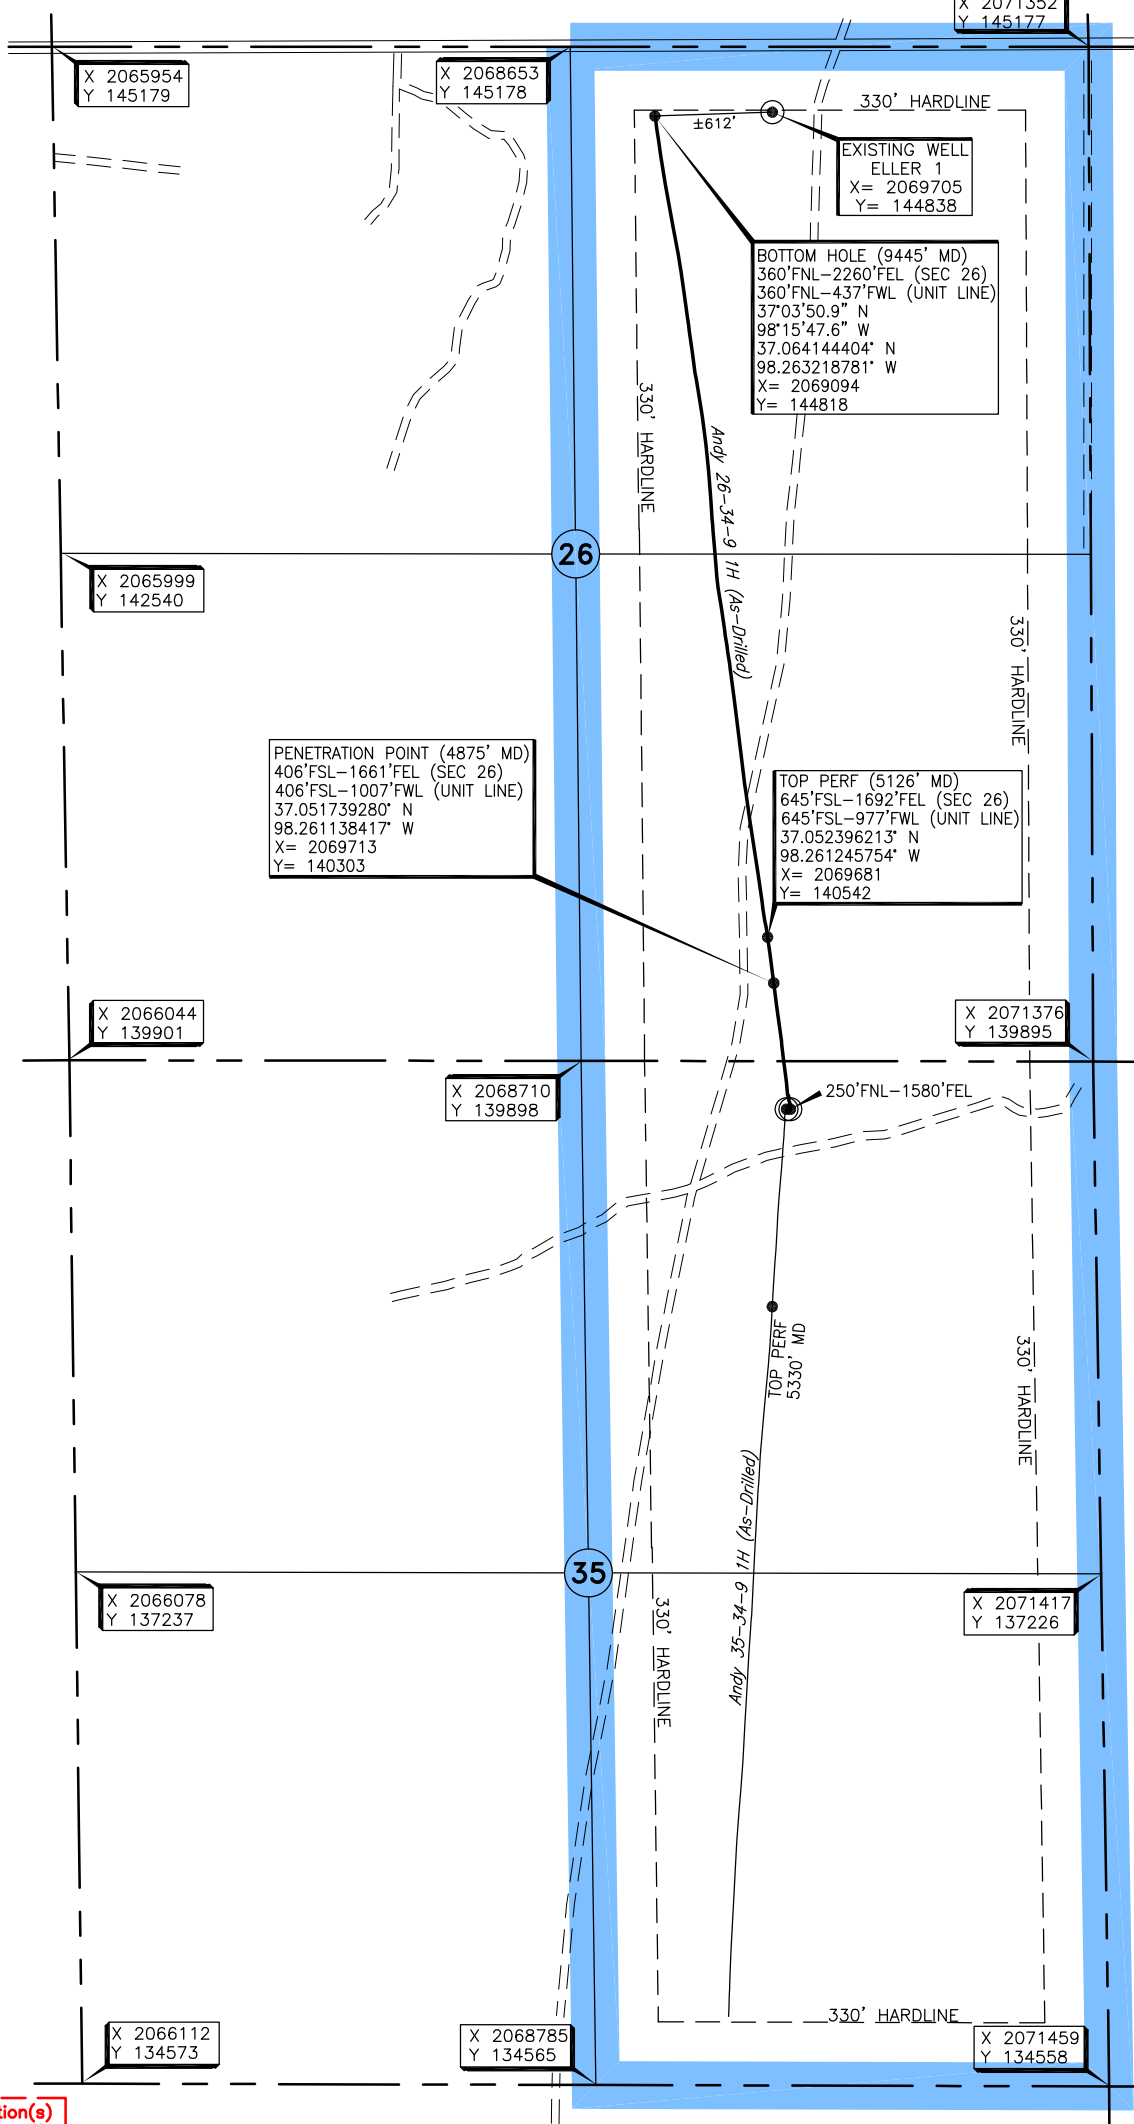 X 2071352
Y 145177
X 2065954
Y 145179
X 2068653
Y 145178
330' HARDLINE
±612'
EXISTING WELL
ELLER 1
X= 2069705
Y= 144838
BOTTOM HOLE (9445' MD)
360'FNL-2260'FEL (SEC 26)
360'FNL-437'FWL (UNIT LINE)
37°03'50.9" N
98°15'47.6" W
37.064144404° N
98.263218781° W
X= 2069094
Y= 144818
330' HARDLINE
Andy 26-34-9 1H (As-Drilled)
26
X 2065999
Y 142540
330' HARDLINE
PENETRATION POINT (4875' MD)
406'FSL-1661'FEL (SEC 26)
406'FSL-1007'FWL (UNIT LINE)
37.051739280° N
98.261138417° W
X= 2069713
Y= 140303
TOP PERF (5126' MD)
645'FSL-1692'FEL (SEC 26)
645'FSL-977'FWL (UNIT LINE)
37.052396213° N
98.261245754° W
X= 2069681
Y= 140542
X 2066044
Y 139901
X 2071376
Y 139895
X 2068710
Y 139898
250'FNL-1580'FEL
TOP PERF
5330' MD
330' HARDLINE
Andy 35-34-9 1H (As-Drilled)
35
X 2066078
Y 137237
X 2071417
Y 137226
330' HARDLINE
330' HARDLINE
X 2066112
Y 134573
X 2068785
Y 134565
X 2071459
Y 134558